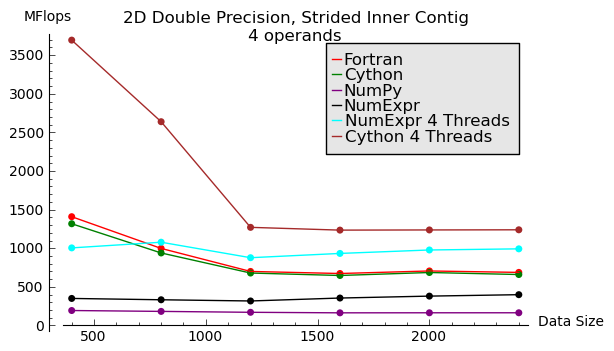 MFlops
2D Double Precision, Strided Inner Contig
4 operands
Fortran
Cython
NumPy
NumExpr
NumExpr 4 Threads
Cython 4 Threads
3500
3000
2500
2000
1500
1000
500
0
500 1000 1500 2000
Data Size